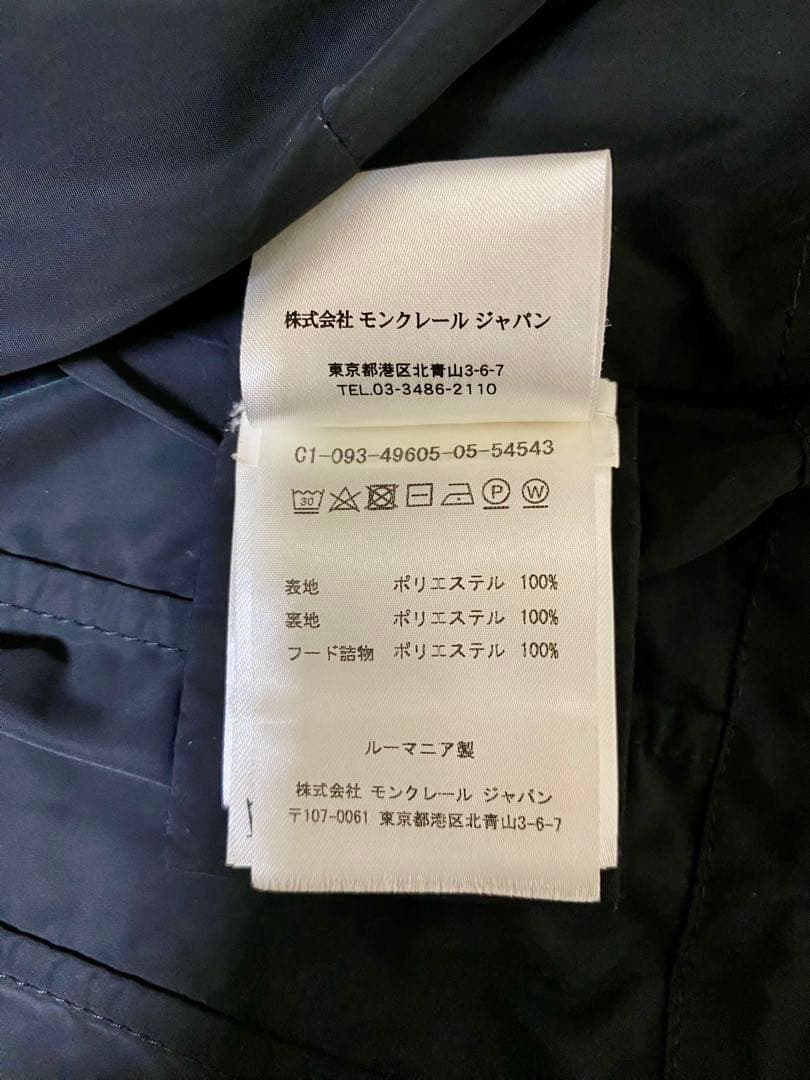 株式会社 モンクレール ジャパン
東京都港区北青山3-6-7
TEL.03-3486-2110
C1-093-49605-05-54543
30 P W
表地 ポリエステル 100%
裏地 ポリエステル 100%
フード詰物 ポリエステル 100%
ルーマニア製
株式会社 モンクレール ジャパン
〒107-0061 東京都港区北青山3-6-7